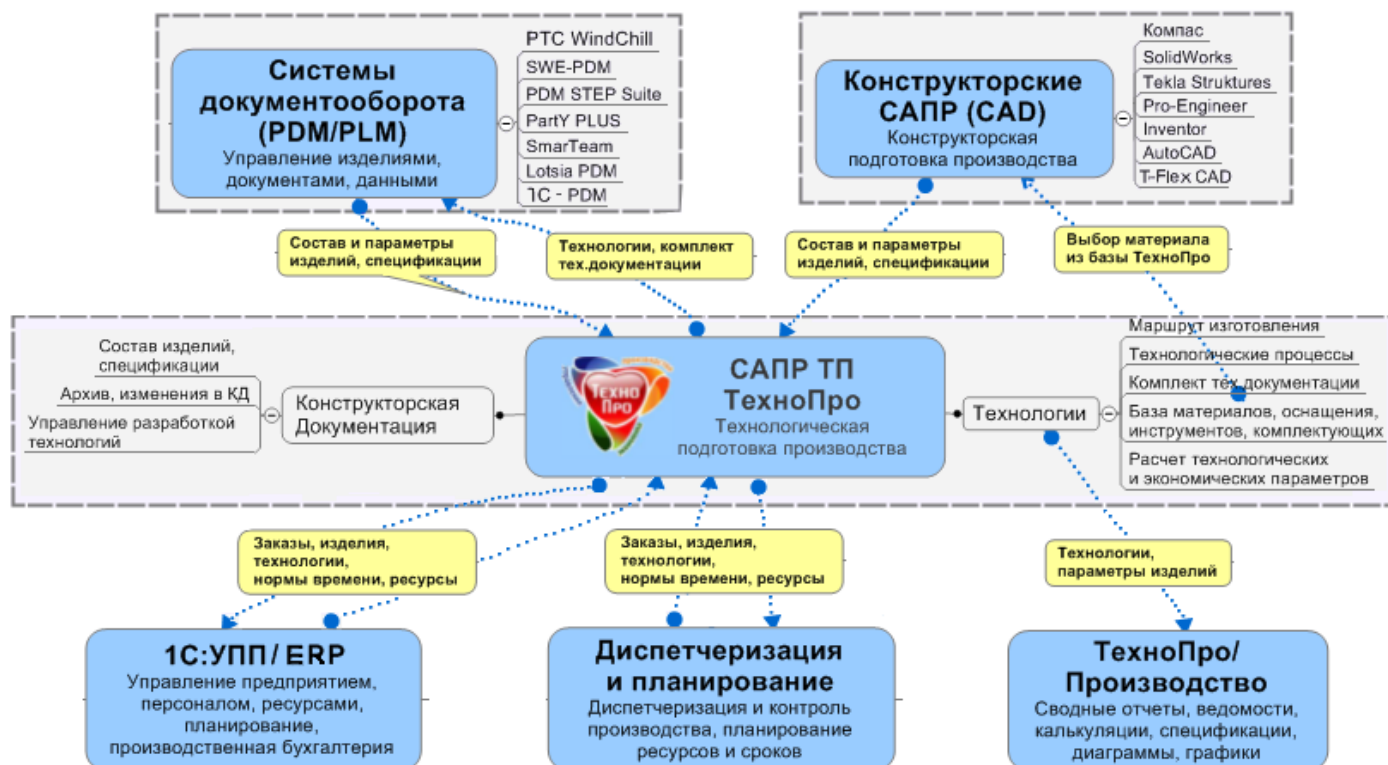 Системы
документооборота
(PDM/PLM)
Управление изделиями,
документами, данными
PTC WindChill
SWE-PDM
PDM STEP Suite
PartY PLUS
SmarTeam
Lotsia PDM
1C - PDM
Конструкторские
САПР (CAD)
Конструкторская
подготовка производства
Компас
SolidWorks
Tekla Struktures
Pro-Engineer
Inventor
AutoCAD
T-Flex CAD
Состав и параметры
изделий, спецификации
Технологии, комплект
тех.документации
Состав и параметры
изделий, спецификации
Выбор материала
из базы ТехноПро
Состав изделий,
спецификации
Архив, изменения в КД
Управление разработкой
технологий
Конструкторская
Документация
Техно
Про
САПР ТП
ТехноПро
Технологическая
подготовка производства
Технологии
Маршрут изготовления
Технологические процессы
Комплект тех.документации
База материалов, оснащения,
инструментов, комплектующих
Расчет технологических
и экономических параметров
Заказы, изделия,
технологии,
нормы времени, ресурсы
Заказы, изделия,
технологии,
нормы времени, ресурсы
Технологии,
параметры изделий
1С:УПП/ ERP
Управление предприятием,
персоналом, ресурсами,
планирование,
производственная бухгалтерия
Диспетчеризация
и планирование
Диспетчеризация и контроль
производства, планирование
ресурсов и сроков
ТехноПро/
Производство
Сводные отчеты, ведомости,
калькуляции, спецификации,
диаграммы, графики